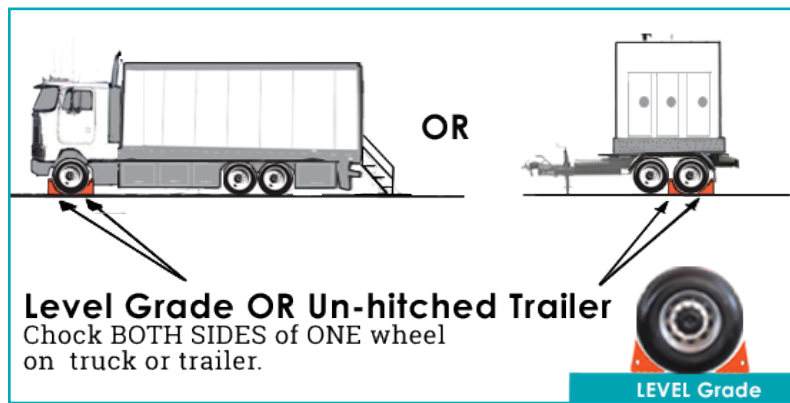 OR
Level Grade OR Un-hitched Trailer
Chock BOTH SIDES of ONE wheel
on truck or trailer.
LEVEL Grade